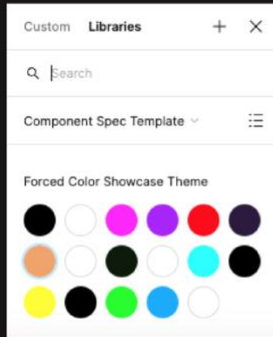 Custom Libraries
Search
Component Spec Template
Forced Color Showcase Theme